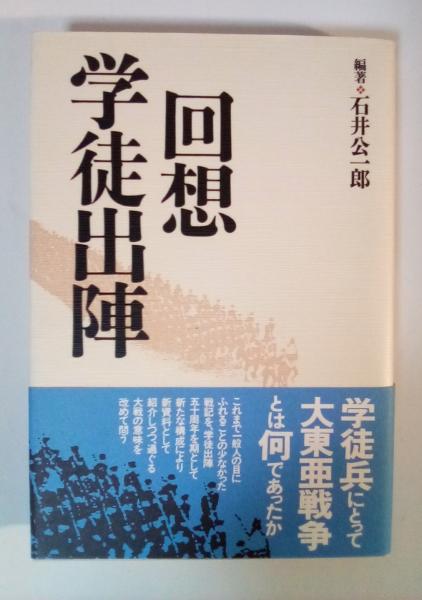 編著 石井公一郎
回想
学徒出陣
学徒兵にとって
大東亜戦争
とは何であったか
これまで一般人の目に
ふれることの少なかった
戦記を、学徒出陣
五十周年を期として
新たな構成により
新資料として
紹介しつつ、過ぐる
大戦の意味を
改めて問う